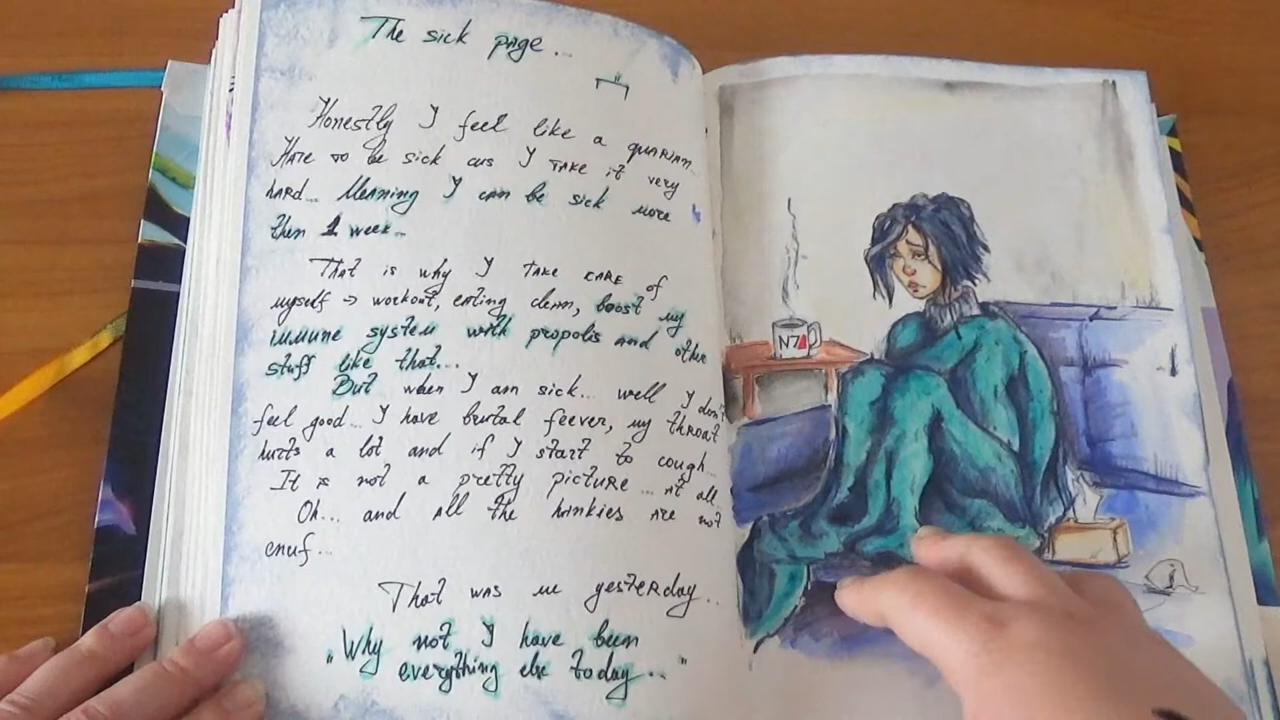 The sick page...
Honestly I feel like a quarian...
Hate to be sick cus I take it very
hard... Meaning I can be sick more
then 1 week...
That is why I take care of
myself → workout, eating clean, boost my
immune system with propolis and other
stuff like that...
But when I am sick... well I don't
feel good... I have brutal feever, my throat
hurts a lot and if I start to cough...
It is not a pretty picture... at all...
Oh... and all the hinkies are not
enuf...
That was me yesterday...
„Why not I have been
everything else today..."
N7